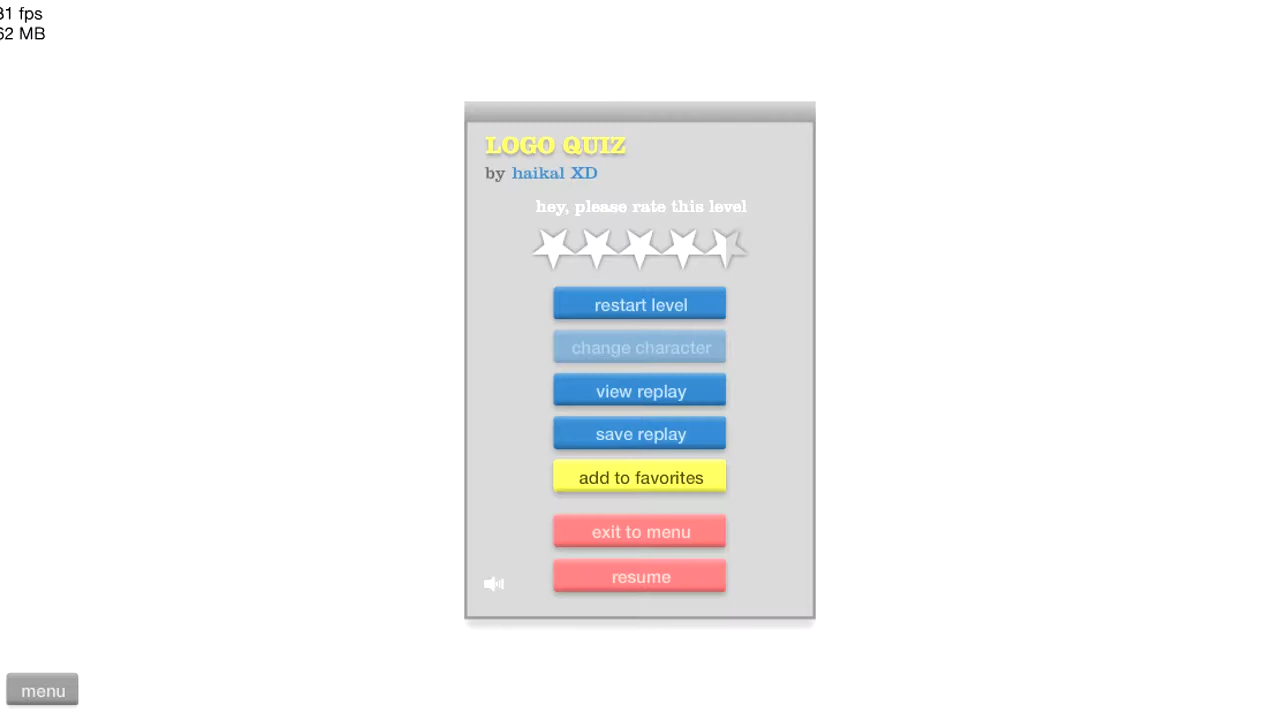 31 fps
62 MB
LOGO QUIZ
by haikal XD
hey, please rate this level
restart level
change character
view replay
save replay
add to favorites
exit to menu
resume
menu